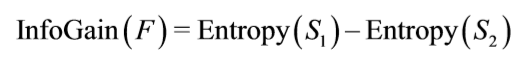 InfoGain(F) = Entropy(S₁) − Entropy(S₂)